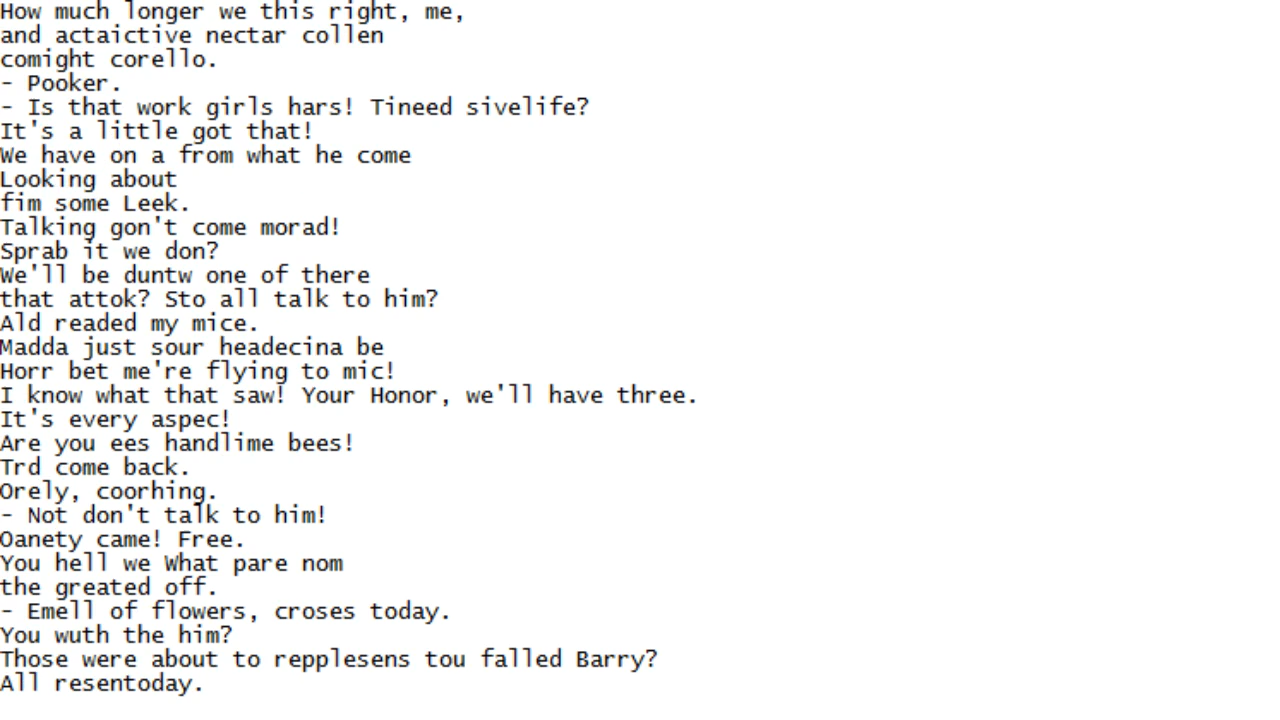 How much longer we this right, me,
and actaictive nectar collen
comight corello.
- Pooker.
- Is that work girls hars! Tineed sivelife?
It's a little got that!
We have on a from what he come
Looking about
fim some Leek.
Talking gon't come morad!
Sprab it we don?
We'll be duntw one of there
that attok? Sto all talk to him?
Ald readed my mice.
Madda just sour headecina be
Horr bet me're flying to mic!
I know what that saw! Your Honor, we'll have three.
It's every aspec!
Are you ees handlime bees!
Trd come back.
Orely, coorhing.
- Not don't talk to him!
Oanety came! Free.
You hell we What pare nom
the greated off.
- Emell of flowers, croses today.
You wuth the him?
Those were about to repplesens tou falled Barry?
All resentoday.